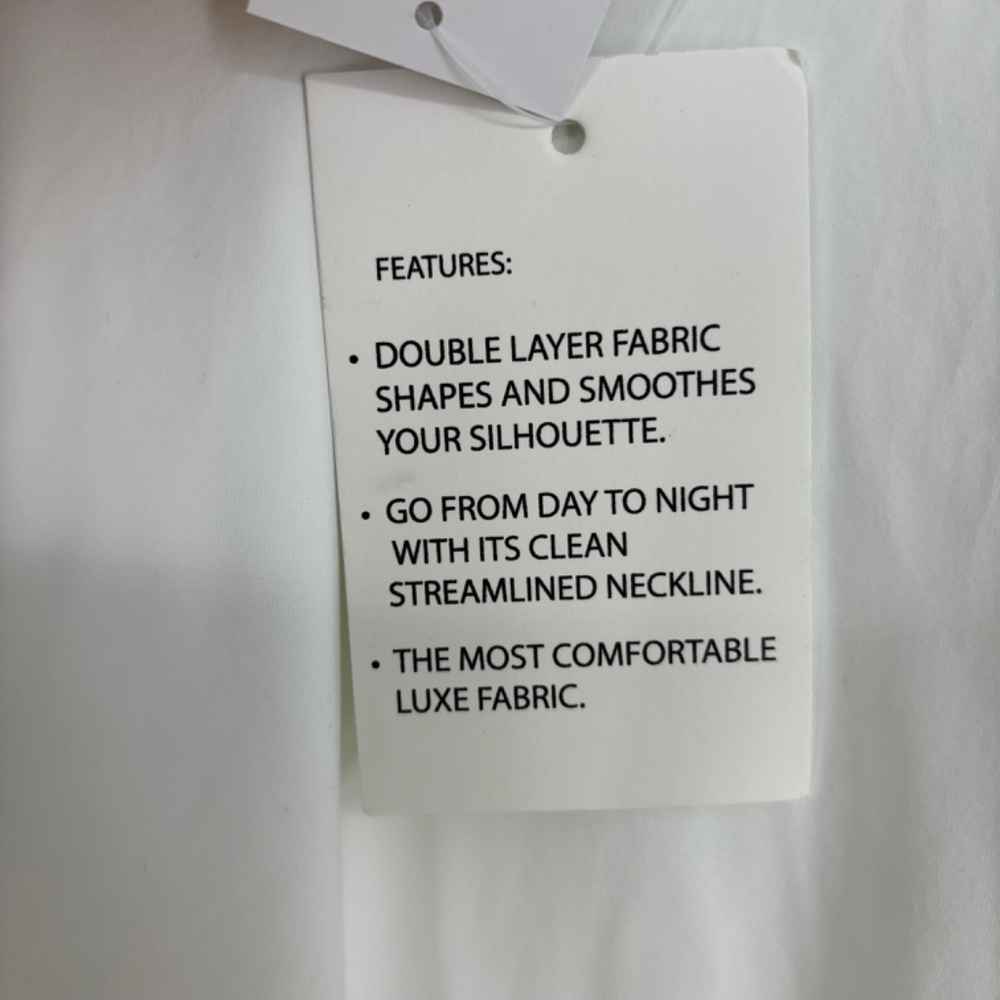 FEATURES:
• DOUBLE LAYER FABRIC
SHAPES AND SMOOTHES
YOUR SILHOUETTE.
• GO FROM DAY TO NIGHT
WITH ITS CLEAN
STREAMLINED NECKLINE.
• THE MOST COMFORTABLE
LUXE FABRIC.